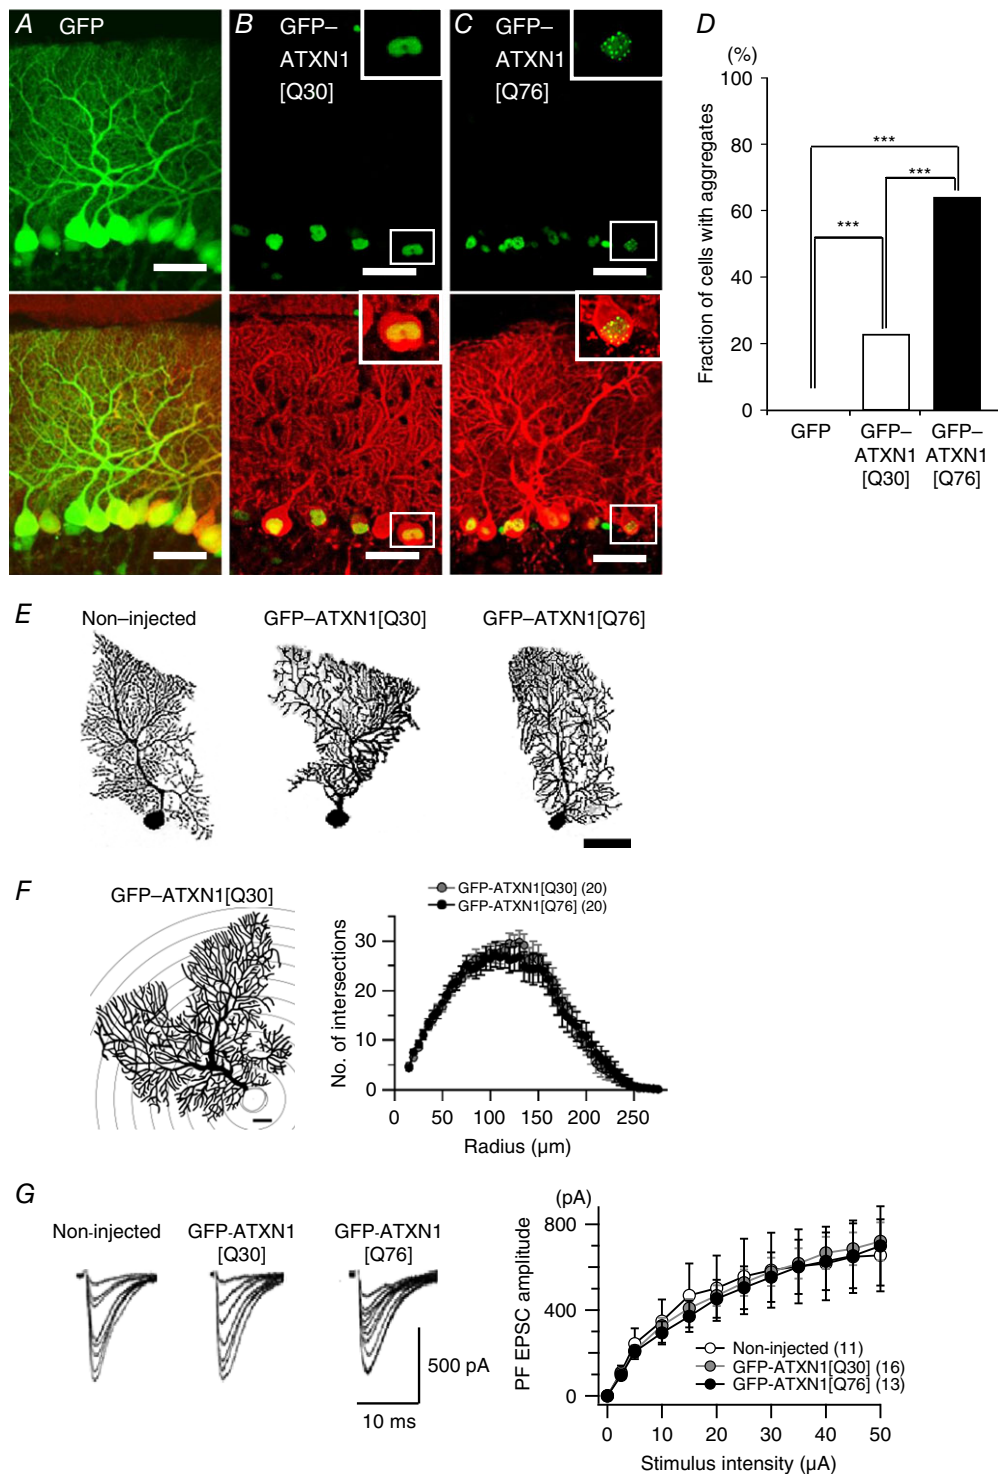 A GFP
B GFP–
ATXN1
[Q30]
C GFP–
ATXN1
[Q76]
D
(%)
100
80
60
40
20
0
Fraction of cells with aggregates
***
***
***
GFP
GFP–
ATXN1
[Q30]
GFP–
ATXN1
[Q76]
E
Non–injected
GFP–ATXN1[Q30]
GFP–ATXN1[Q76]
F
GFP–ATXN1[Q30]
GFP-ATXN1[Q30] (20)
GFP-ATXN1[Q76] (20)
No. of intersections
30
20
10
0
0 50 100 150 200 250
Radius (µm)
G
Non-injected
GFP-ATXN1
[Q30]
GFP-ATXN1
[Q76]
500 pA
10 ms
(pA)
800
400
0
PF EPSC amplitude
Non-injected (11)
GFP-ATXN1[Q30] (16)
GFP-ATXN1[Q76] (13)
0 10 20 30 40 50
Stimulus intensity (µA)